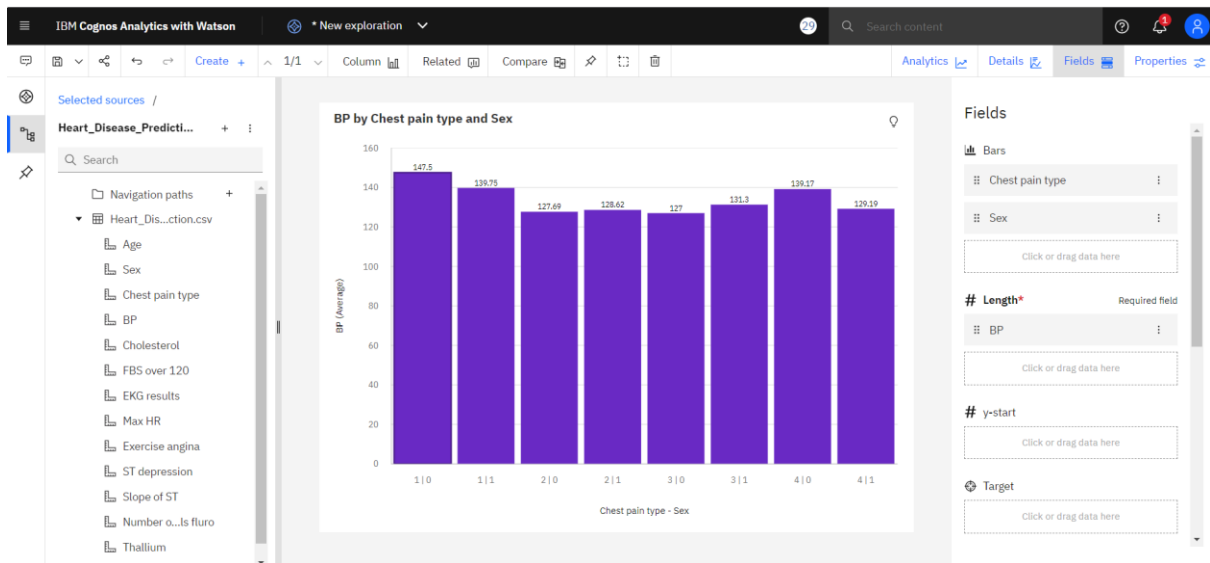 IBM Cognos Analytics with Watson
* New exploration
29
Search content
Create +
1/1
Column
Related
Compare
Analytics
Details
Fields
Properties
Selected sources /
Heart_Disease_Predicti...
Search
Navigation paths
Heart_Dis...ction.csv
Age
Sex
Chest pain type
BP
Cholesterol
FBS over 120
EKG results
Max HR
Exercise angina
ST depression
Slope of ST
Number o...ls fluro
Thallium
BP by Chest pain type and Sex
BP (Average)
160
140
120
100
80
60
40
20
0
147.5
139.75
127.69
128.62
127
131.3
139.17
129.19
1|0
1|1
2|0
2|1
3|0
3|1
4|0
4|1
Chest pain type - Sex
Fields
Bars
Chest pain type
Sex
Click or drag data here
# Length* Required field
BP
Click or drag data here
# y-start
Click or drag data here
Target
Click or drag data here